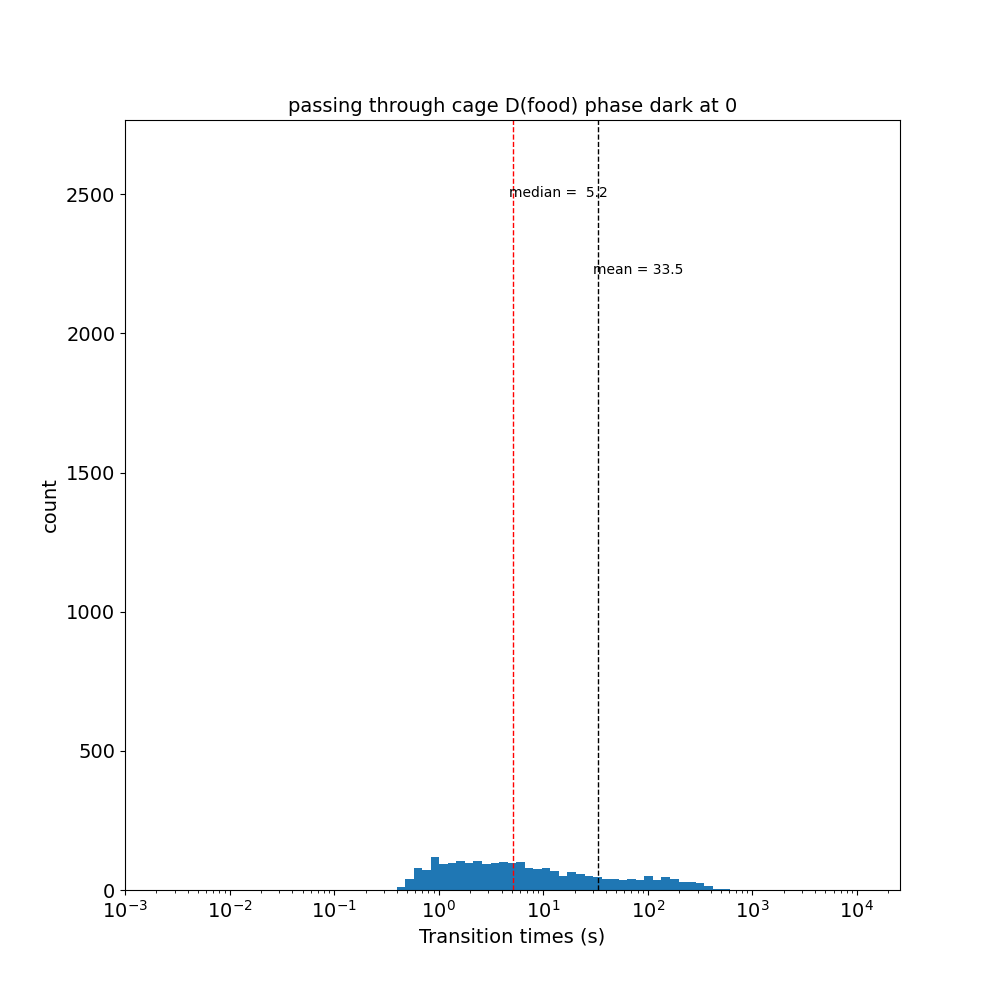 passing through cage D(food) phase dark at 0
median =  5.2
mean = 33.5
count
2500
2000
1500
1000
500
0
10⁻³ 10⁻² 10⁻¹ 10⁰ 10¹ 10² 10³ 10⁴
Transition times (s)